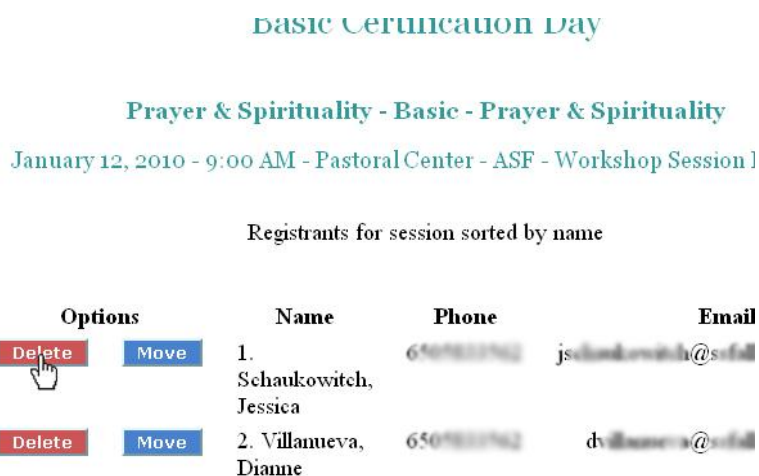 Basic Certification Day
Prayer & Spirituality - Basic - Prayer & Spirituality
January 12, 2010 - 9:00 AM - Pastoral Center - ASF - Workshop Session
Registrants for session sorted by name
Options Name Phone Email
Delete Move 1.
Schaukowitch,
Jessica
Delete Move 2. Villanueva,
Dianne